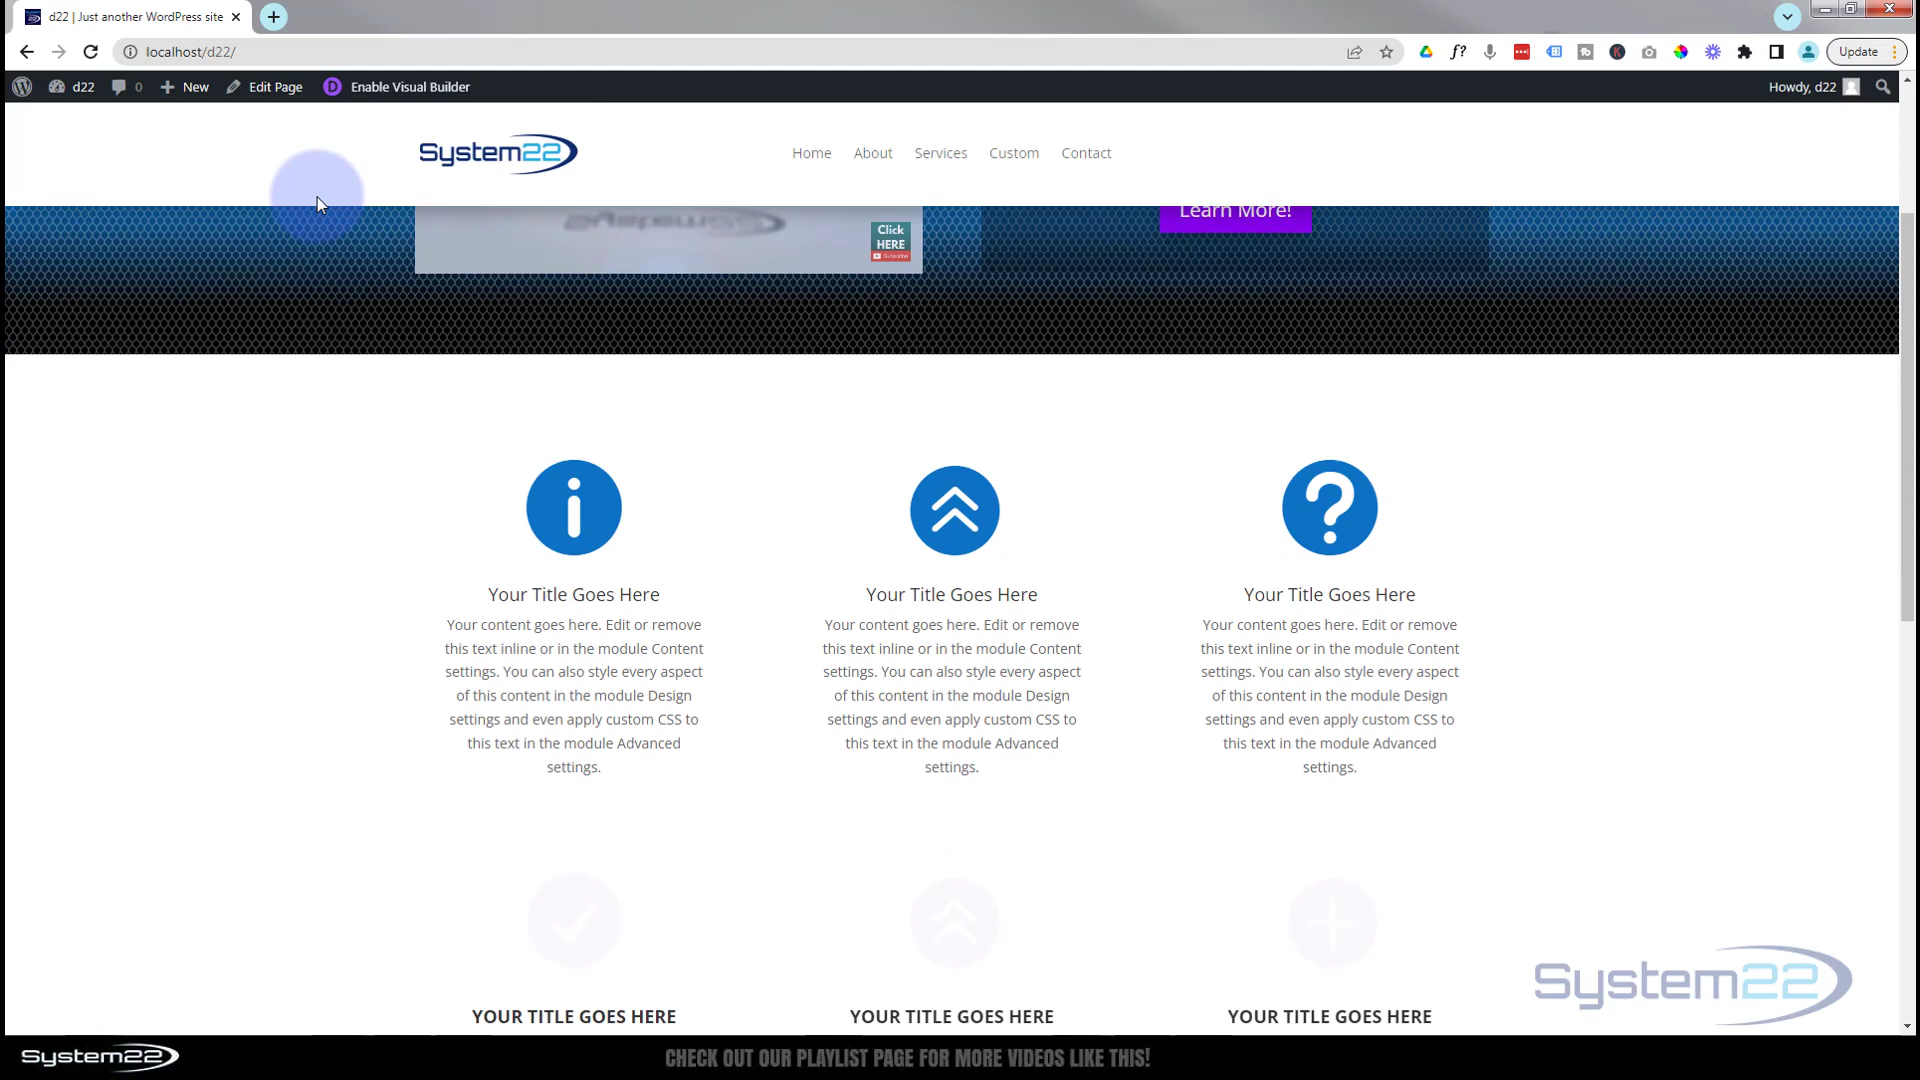 d22 | Just another WordPress site
localhost/d22/
Update
d22
0
New
Edit Page
Enable Visual Builder
Howdy, d22
System22
Home
About
Services
Custom
Contact
System22
Click
HERE
Subscribe
Learn More!
Your Title Goes Here
Your content goes here. Edit or remove
this text inline or in the module Content
settings. You can also style every aspect
of this content in the module Design
settings and even apply custom CSS to
this text in the module Advanced
settings.
Your Title Goes Here
Your content goes here. Edit or remove
this text inline or in the module Content
settings. You can also style every aspect
of this content in the module Design
settings and even apply custom CSS to
this text in the module Advanced
settings.
Your Title Goes Here
Your content goes here. Edit or remove
this text inline or in the module Content
settings. You can also style every aspect
of this content in the module Design
settings and even apply custom CSS to
this text in the module Advanced
settings.
YOUR TITLE GOES HERE
YOUR TITLE GOES HERE
YOUR TITLE GOES HERE
System22
System22
CHECK OUT OUR PLAYLIST PAGE FOR MORE VIDEOS LIKE THIS!